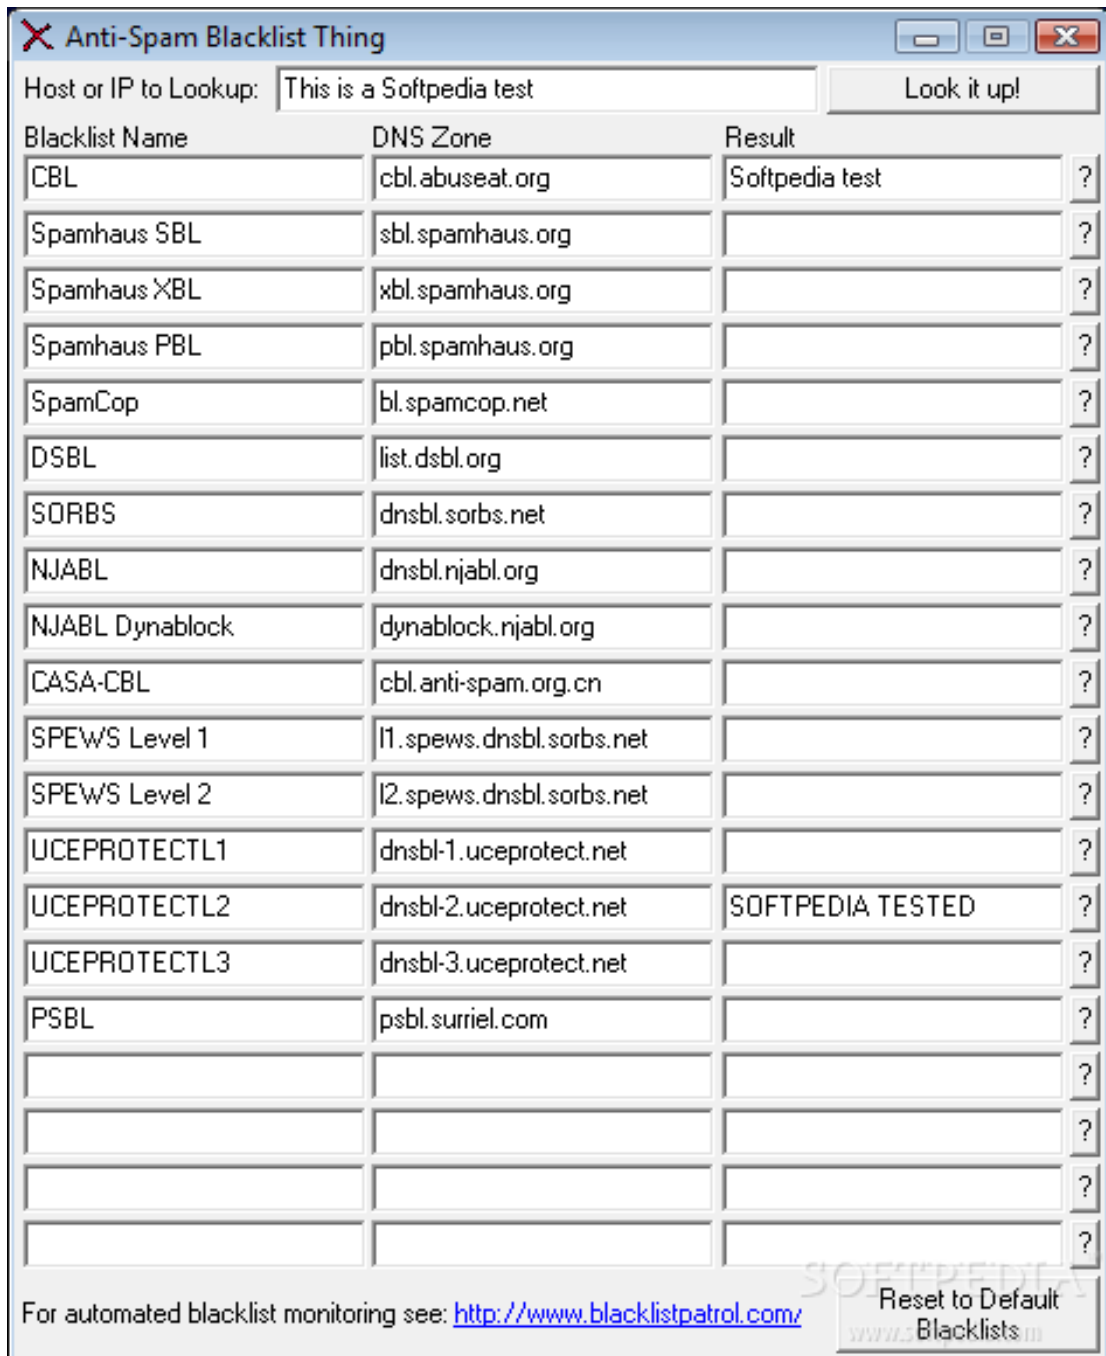 Anti-Spam Blacklist Thing
Host or IP to Lookup: This is a Softpedia test Look it up!
Blacklist Name DNS Zone Result
CBL cbl.abuseat.org Softpedia test ?
Spamhaus SBL sbl.spamhaus.org ?
Spamhaus XBL xbl.spamhaus.org ?
Spamhaus PBL pbl.spamhaus.org ?
SpamCop bl.spamcop.net ?
DSBL list.dsbl.org ?
SORBS dnsbl.sorbs.net ?
NJABL dnsbl.njabl.org ?
NJABL Dynablock dynablock.njabl.org ?
CASA-CBL cbl.anti-spam.org.cn ?
SPEWS Level 1 l1.spews.dnsbl.sorbs.net ?
SPEWS Level 2 l2.spews.dnsbl.sorbs.net ?
UCEPROTECTL1 dnsbl-1.uceprotect.net ?
UCEPROTECTL2 dnsbl-2.uceprotect.net SOFTPEDIA TESTED ?
UCEPROTECTL3 dnsbl-3.uceprotect.net ?
PSBL psbl.surriel.com ?
?
?
?
?
SOFTPEDIA
For automated blacklist monitoring see: http://www.blacklistpatrol.com/ Reset to Default
Blacklists